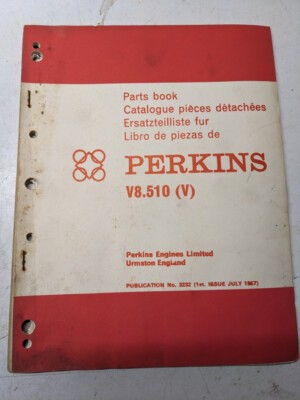 Parts book
Catalogue pièces détachées
Ersatzteilliste fur
Libro de piezas de
PERKINS
V8.510 (V)
Perkins Engines Limited
Urmston England
PUBLICATION No. 3232 (1st. ISSUE JULY 1967)